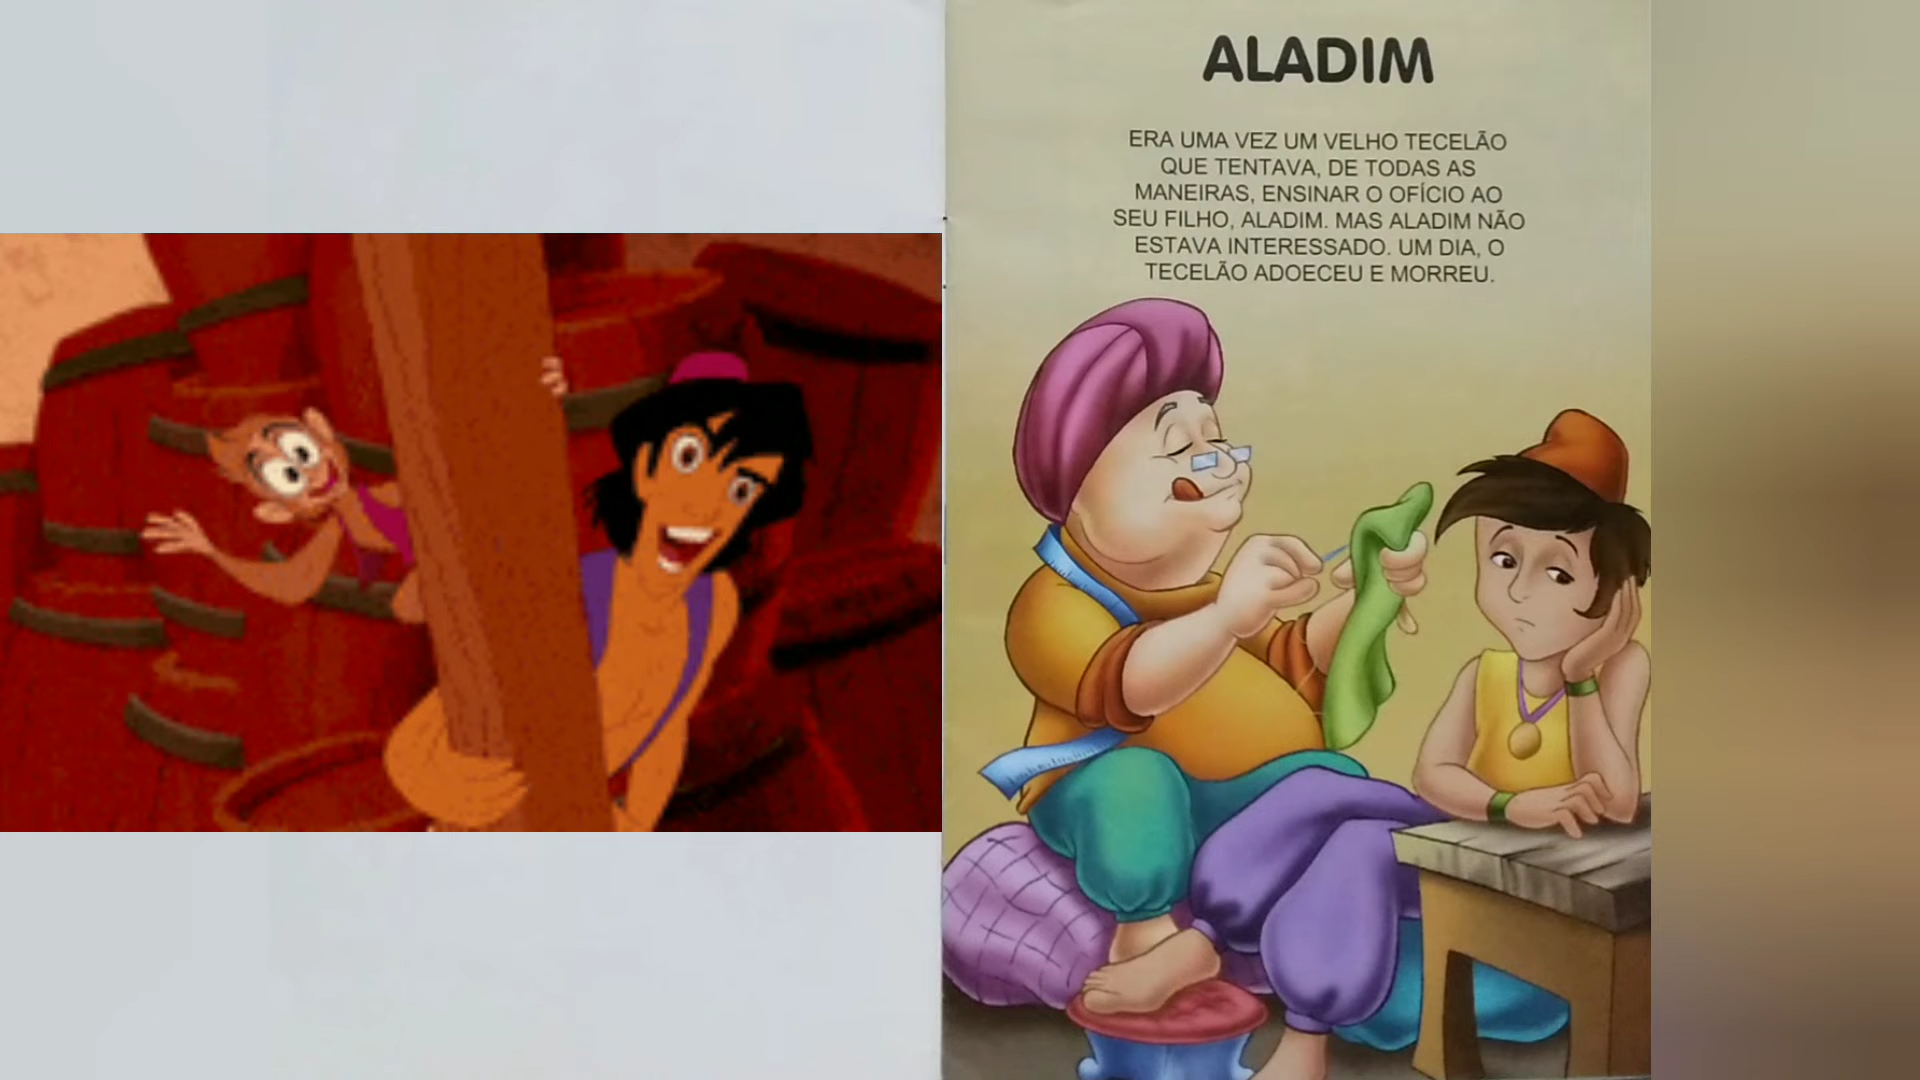 ALADIM
ERA UMA VEZ UM VELHO TECELÃO
QUE TENTAVA, DE TODAS AS
MANEIRAS, ENSINAR O OFÍCIO AO
SEU FILHO, ALADIM. MAS ALADIM NÃO
ESTAVA INTERESSADO. UM DIA, O
TECELÃO ADOECEU E MORREU.